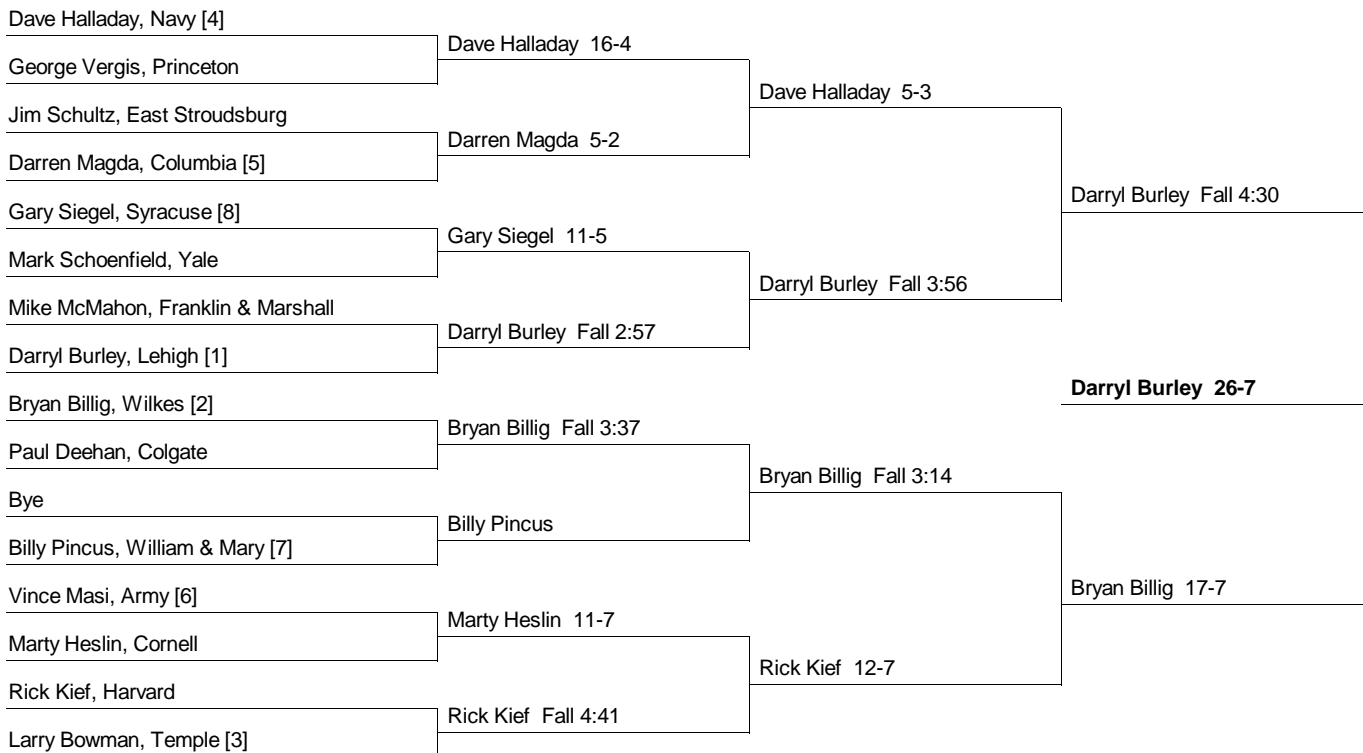 Dave Halladay, Navy [4]
George Vergis, Princeton
Jim Schultz, East Stroudsburg
Darren Magda, Columbia [5]
Gary Siegel, Syracuse [8]
Mark Schoenfield, Yale
Mike McMahon, Franklin & Marshall
Darryl Burley, Lehigh [1]
Bryan Billig, Wilkes [2]
Paul Deehan, Colgate
Bye
Billy Pincus, William & Mary [7]
Vince Masi, Army [6]
Marty Heslin, Cornell
Rick Kief, Harvard
Larry Bowman, Temple [3]
Dave Halladay 16-4
Darren Magda 5-2
Gary Siegel 11-5
Darryl Burley Fall 2:57
Bryan Billig Fall 3:37
Billy Pincus
Marty Heslin 11-7
Rick Kief Fall 4:41
Dave Halladay 5-3
Darryl Burley Fall 3:56
Bryan Billig Fall 3:14
Rick Kief 12-7
Darryl Burley Fall 4:30
Bryan Billig 17-7
Darryl Burley 26-7